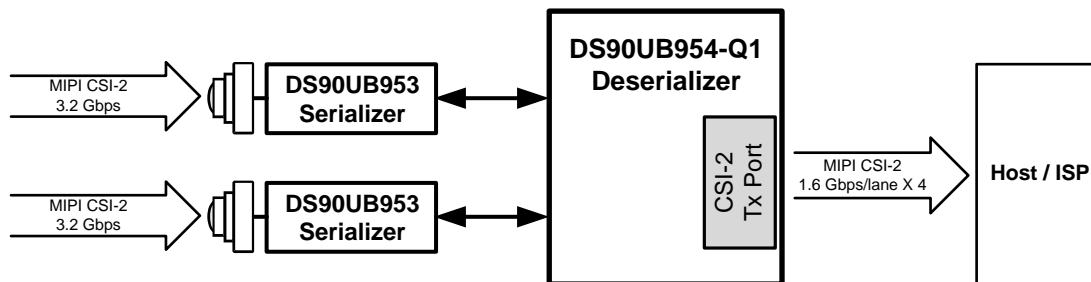 MIPI CSI-2
3.2 Gbps
DS90UB953
Serializer
MIPI CSI-2
3.2 Gbps
DS90UB953
Serializer
DS90UB954-Q1
Deserializer
CSI-2
Tx Port
MIPI CSI-2
1.6 Gbps/lane X 4
Host / ISP